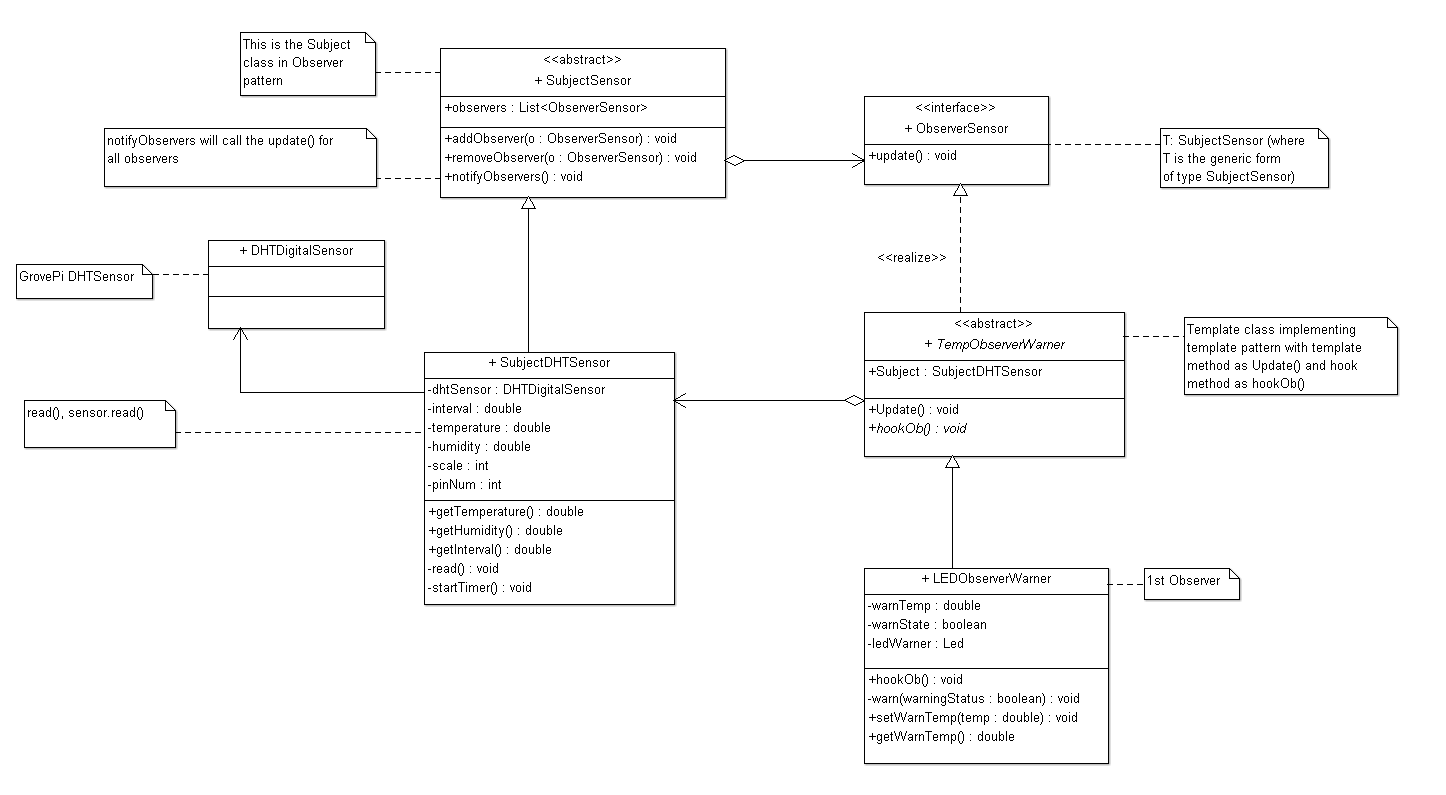 This is the Subject
class in Observer
pattern
<<abstract>>
+ SubjectSensor
+observers : List<ObserverSensor>
+addObserver(o : ObserverSensor) : void
+removeObserver(o : ObserverSensor) : void
+notifyObservers() : void
notifyObservers will call the update() for
all observers
<<interface>>
+ ObserverSensor
+update() : void
T: SubjectSensor (where
T is the generic form
of type SubjectSensor)
+ DHTDigitalSensor
GrovePi DHTSensor
<<realize>>
<<abstract>>
+ TempObserverWarner
+Subject : SubjectDHTSensor
+Update() : void
+hookOb() : void
Template class implementing
template pattern with template
method as Update() and hook
method as hookOb()
+ SubjectDHTSensor
-dhtSensor : DHTDigitalSensor
-interval : double
-temperature : double
-humidity : double
-scale : int
-pinNum : int
+getTemperature() : double
+getHumidity() : double
+getInterval() : double
-read() : void
-startTimer() : void
read(), sensor.read()
+ LEDObserverWarner
-warnTemp : double
-warnState : boolean
-ledWarner : Led
+hookOb() : void
-warn(warningStatus : boolean) : void
+setWarnTemp(temp : double) : void
+getWarnTemp() : double
1st Observer